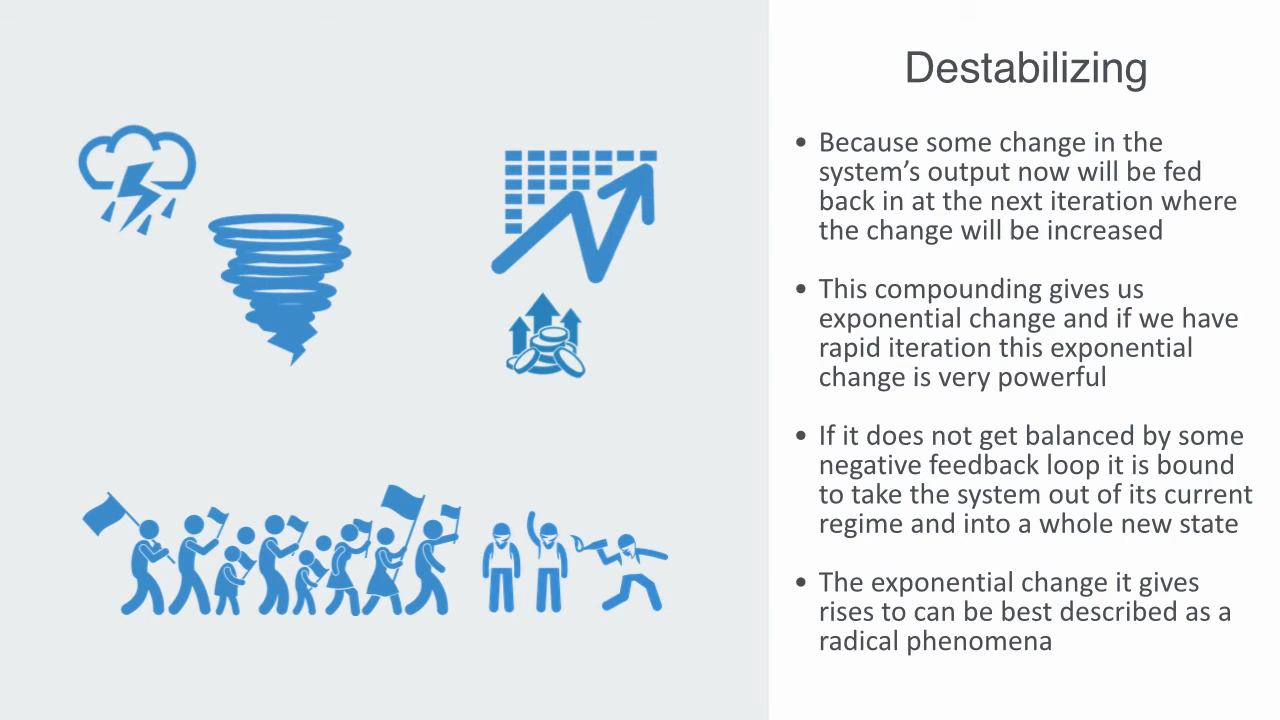 Destabilizing
• Because some change in the
system’s output now will be fed
back in at the next iteration where
the change will be increased
• This compounding gives us
exponential change and if we have
rapid iteration this exponential
change is very powerful
• If it does not get balanced by some
negative feedback loop it is bound
to take the system out of its current
regime and into a whole new state
• The exponential change it gives
rises to can be best described as a
radical phenomena